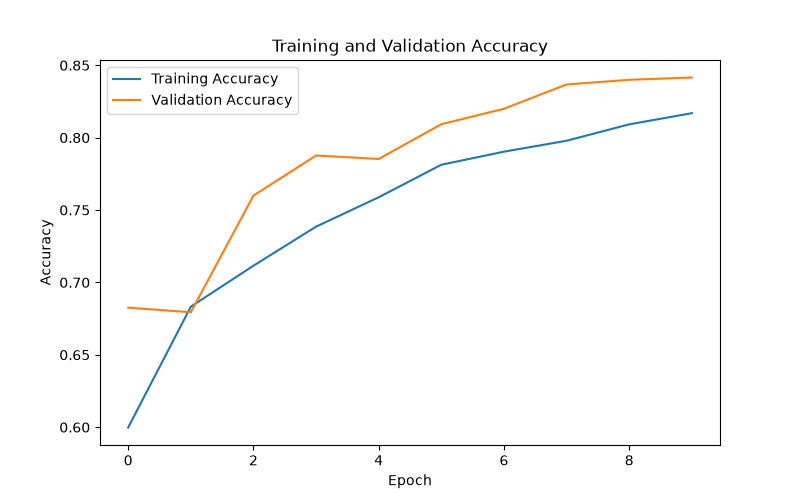 Training and Validation Accuracy
Training Accuracy
Validation Accuracy
0.85
0.80
0.75
0.70
0.65
0.60
Accuracy
0 2 4 6 8
Epoch